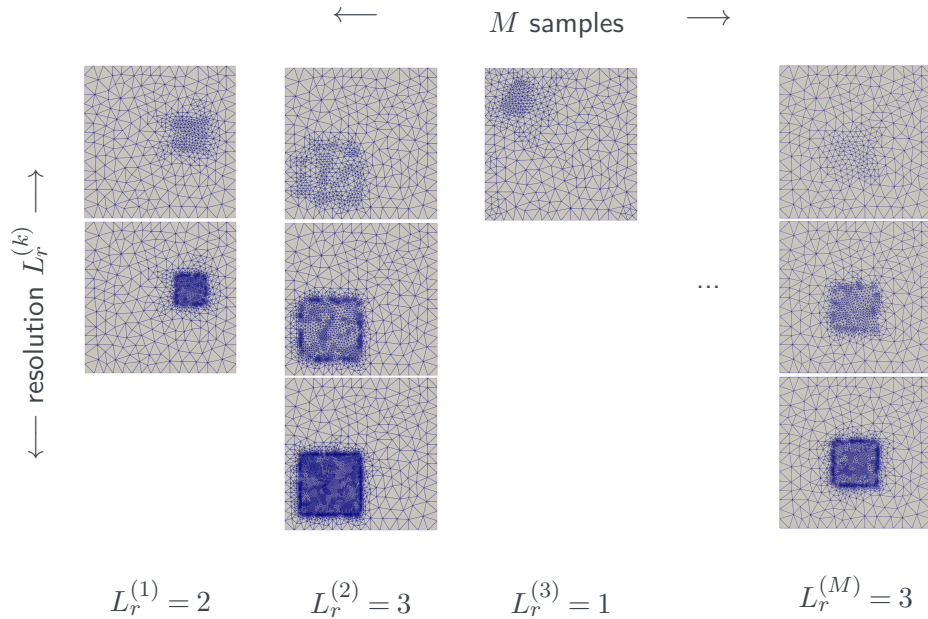 ⟵ M samples ⟶
⟵ resolution L_r^{(k)} ⟶
...
L_r^{(1)} = 2
L_r^{(2)} = 3
L_r^{(3)} = 1
L_r^{(M)} = 3